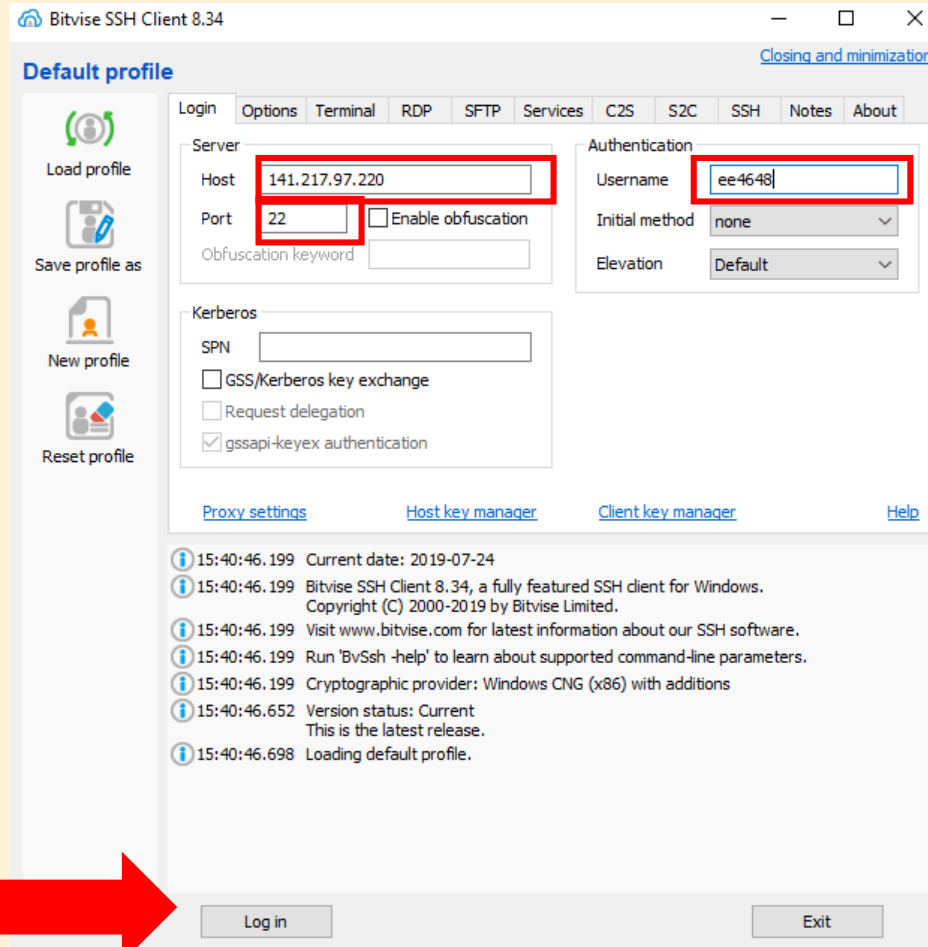 Bitvise SSH Client 8.34
Closing and minimization
Default profile
Load profile
Save profile as
New profile
Reset profile
Login Options Terminal RDP SFTP Services C2S S2C SSH Notes About
Server
Host 141.217.97.220
Port 22 Enable obfuscation
Obfuscation keyword
Authentication
Username ee4648
Initial method none
Elevation Default
Kerberos
SPN
GSS/Kerberos key exchange
Request delegation
gssapi-keyex authentication
Proxy settings Host key manager Client key manager Help
15:40:46.199 Current date: 2019-07-24
15:40:46.199 Bitvise SSH Client 8.34, a fully featured SSH client for Windows.
Copyright (C) 2000-2019 by Bitvise Limited.
15:40:46.199 Visit www.bitvise.com for latest information about our SSH software.
15:40:46.199 Run 'BvSsh -help' to learn about supported command-line parameters.
15:40:46.199 Cryptographic provider: Windows CNG (x86) with additions
15:40:46.652 Version status: Current
This is the latest release.
15:40:46.698 Loading default profile.
Log in Exit